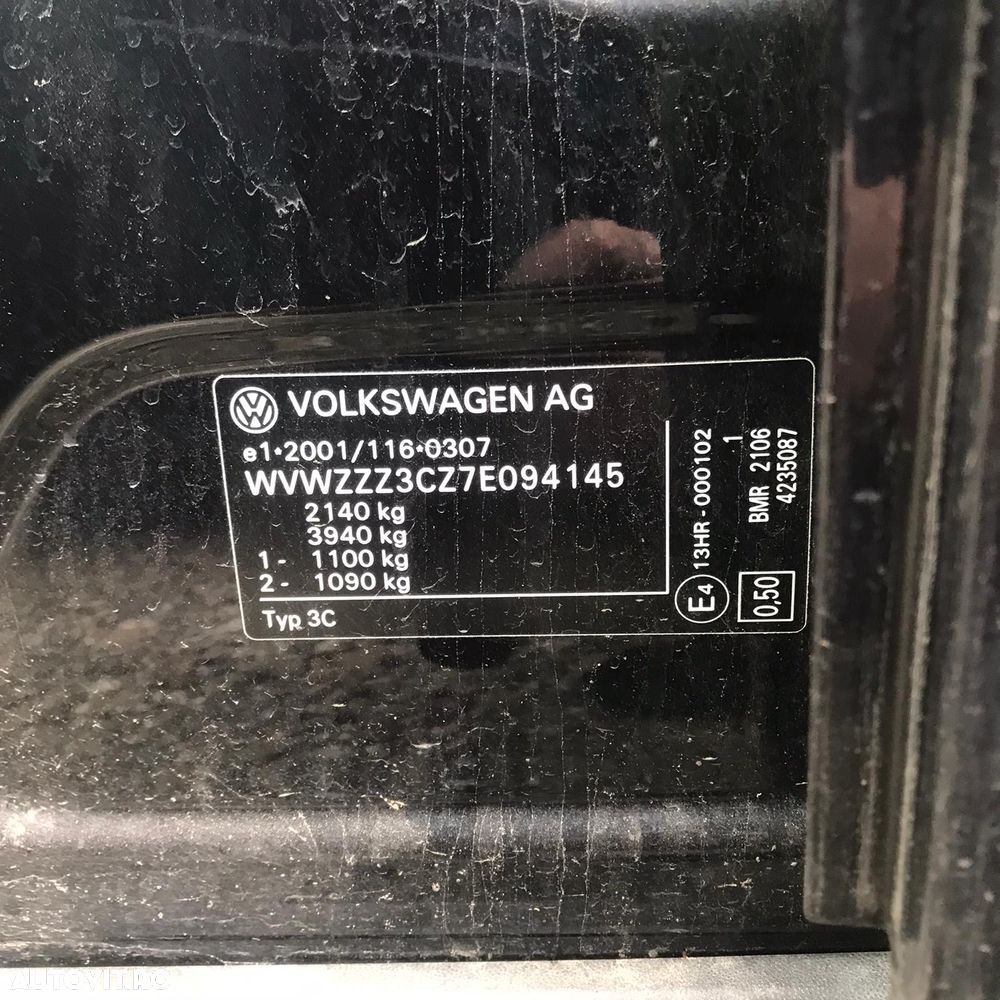 VOLKSWAGEN AG
e1*2001/116*0307
WVWZZZ3CZ7E094145
2140 kg
3940 kg
1- 1100 kg
2- 1090 kg
Typ 3C
E4 13HR-000102
1
BMR 2106
4235087
0,50
AUTOVIT.RO